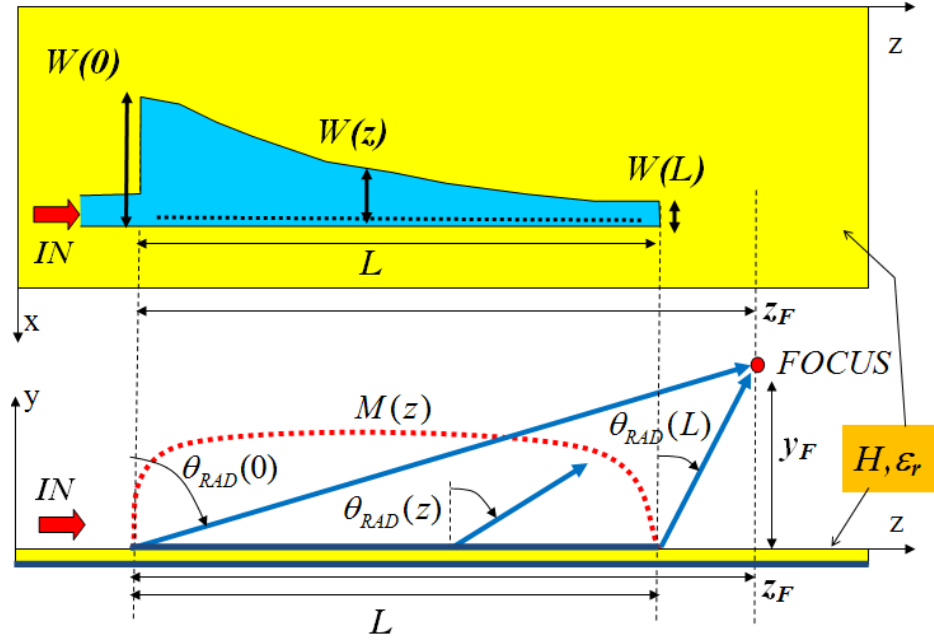 z
W(0)
W(z)
W(L)
IN
L
x
z_F
FOCUS
y
M(z)
θ_RAD(0)
θ_RAD(z)
θ_RAD(L)
y_F
H, ε_r
IN
z
z_F
L